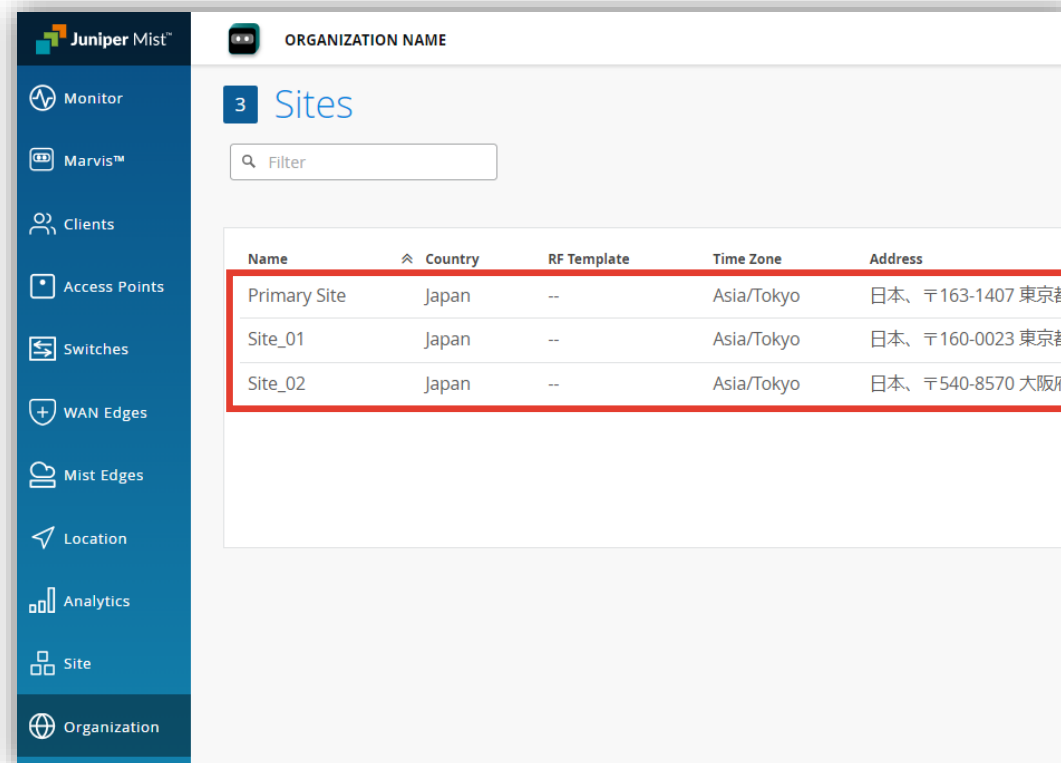 Juniper Mist™
ORGANIZATION NAME
Monitor
Marvis™
Clients
Access Points
Switches
WAN Edges
Mist Edges
Location
Analytics
Site
Organization
3 Sites
Filter
Name Country RF Template Time Zone Address
Primary Site Japan -- Asia/Tokyo 日本、〒163-1407 東京都
Site_01 Japan -- Asia/Tokyo 日本、〒160-0023 東京都
Site_02 Japan -- Asia/Tokyo 日本、〒540-8570 大阪府